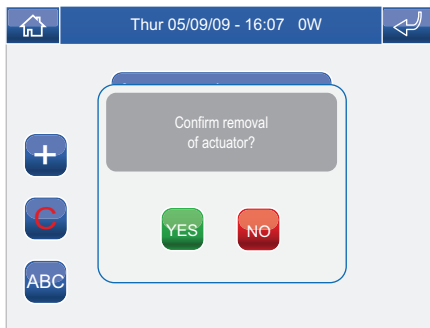 Thur 05/09/09 - 16:07 0W
Confirm removal
of actuator?
+
C
ABC
YES
NO